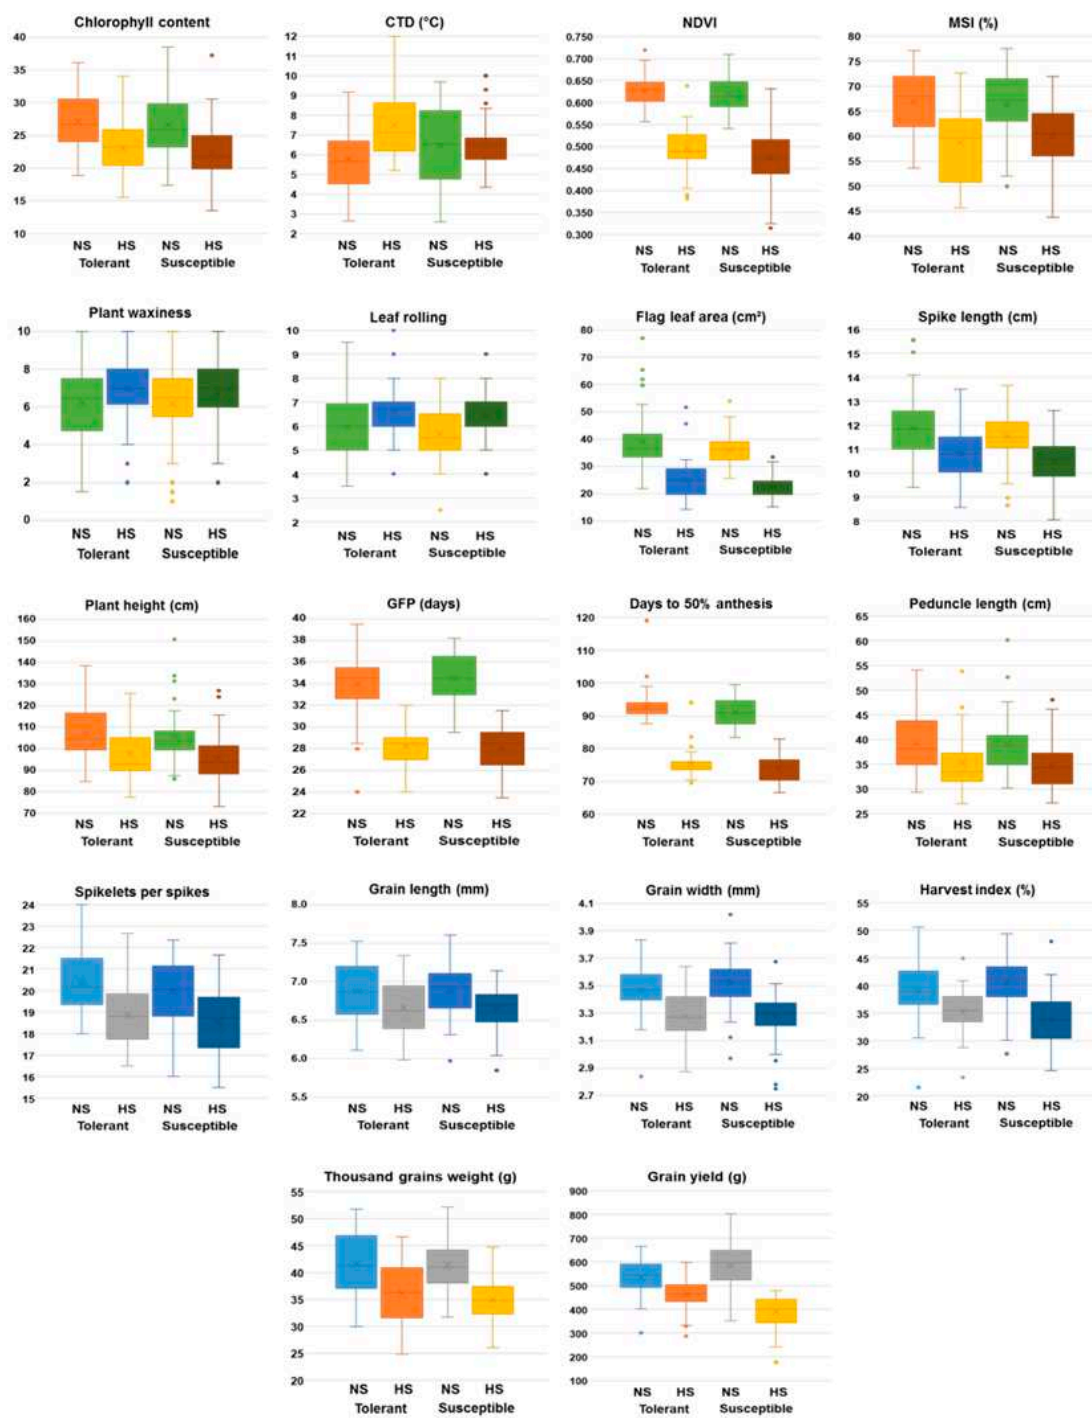 Chlorophyll content
40
35
30
25
20
15
10
NS HS NS HS
Tolerant Susceptible
CTD (°C)
12
11
10
9
8
7
6
5
4
3
2
NS HS NS HS
Tolerant Susceptible
NDVI
0.750
0.700
0.650
0.600
0.550
0.500
0.450
0.400
0.350
0.300
NS HS NS HS
Tolerant Susceptible
MSI (%)
80
75
70
65
60
55
50
45
40
NS HS NS HS
Tolerant Susceptible
Plant waxiness
10
8
6
4
2
0
NS HS NS HS
Tolerant Susceptible
Leaf rolling
10
9
8
7
6
5
4
3
2
NS HS NS HS
Tolerant Susceptible
Flag leaf area (cm²)
80
70
60
50
40
30
20
10
NS HS NS HS
Tolerant Susceptible
Spike length (cm)
16
15
14
13
12
11
10
9
8
NS HS NS HS
Tolerant Susceptible
Plant height (cm)
160
150
140
130
120
110
100
90
80
70
NS HS NS HS
Tolerant Susceptible
GFP (days)
40
38
36
34
32
30
28
26
24
22
NS HS NS HS
Tolerant Susceptible
Days to 50% anthesis
120
110
100
90
80
70
60
NS HS NS HS
Tolerant Susceptible
Peduncle length (cm)
65
60
55
50
45
40
35
30
25
NS HS NS HS
Tolerant Susceptible
Spikelets per spikes
24
23
22
21
20
19
18
17
16
15
NS HS NS HS
Tolerant Susceptible
Grain length (mm)
8.0
7.5
7.0
6.5
6.0
5.5
NS HS NS HS
Tolerant Susceptible
Grain width (mm)
4.1
3.9
3.7
3.5
3.3
3.1
2.9
2.7
NS HS NS HS
Tolerant Susceptible
Harvest index (%)
55
50
45
40
35
30
25
20
NS HS NS HS
Tolerant Susceptible
Thousand grains weight (g)
55
50
45
40
35
30
25
20
NS HS NS HS
Tolerant Susceptible
Grain yield (g)
900
800
700
600
500
400
300
200
100
NS HS NS HS
Tolerant Susceptible